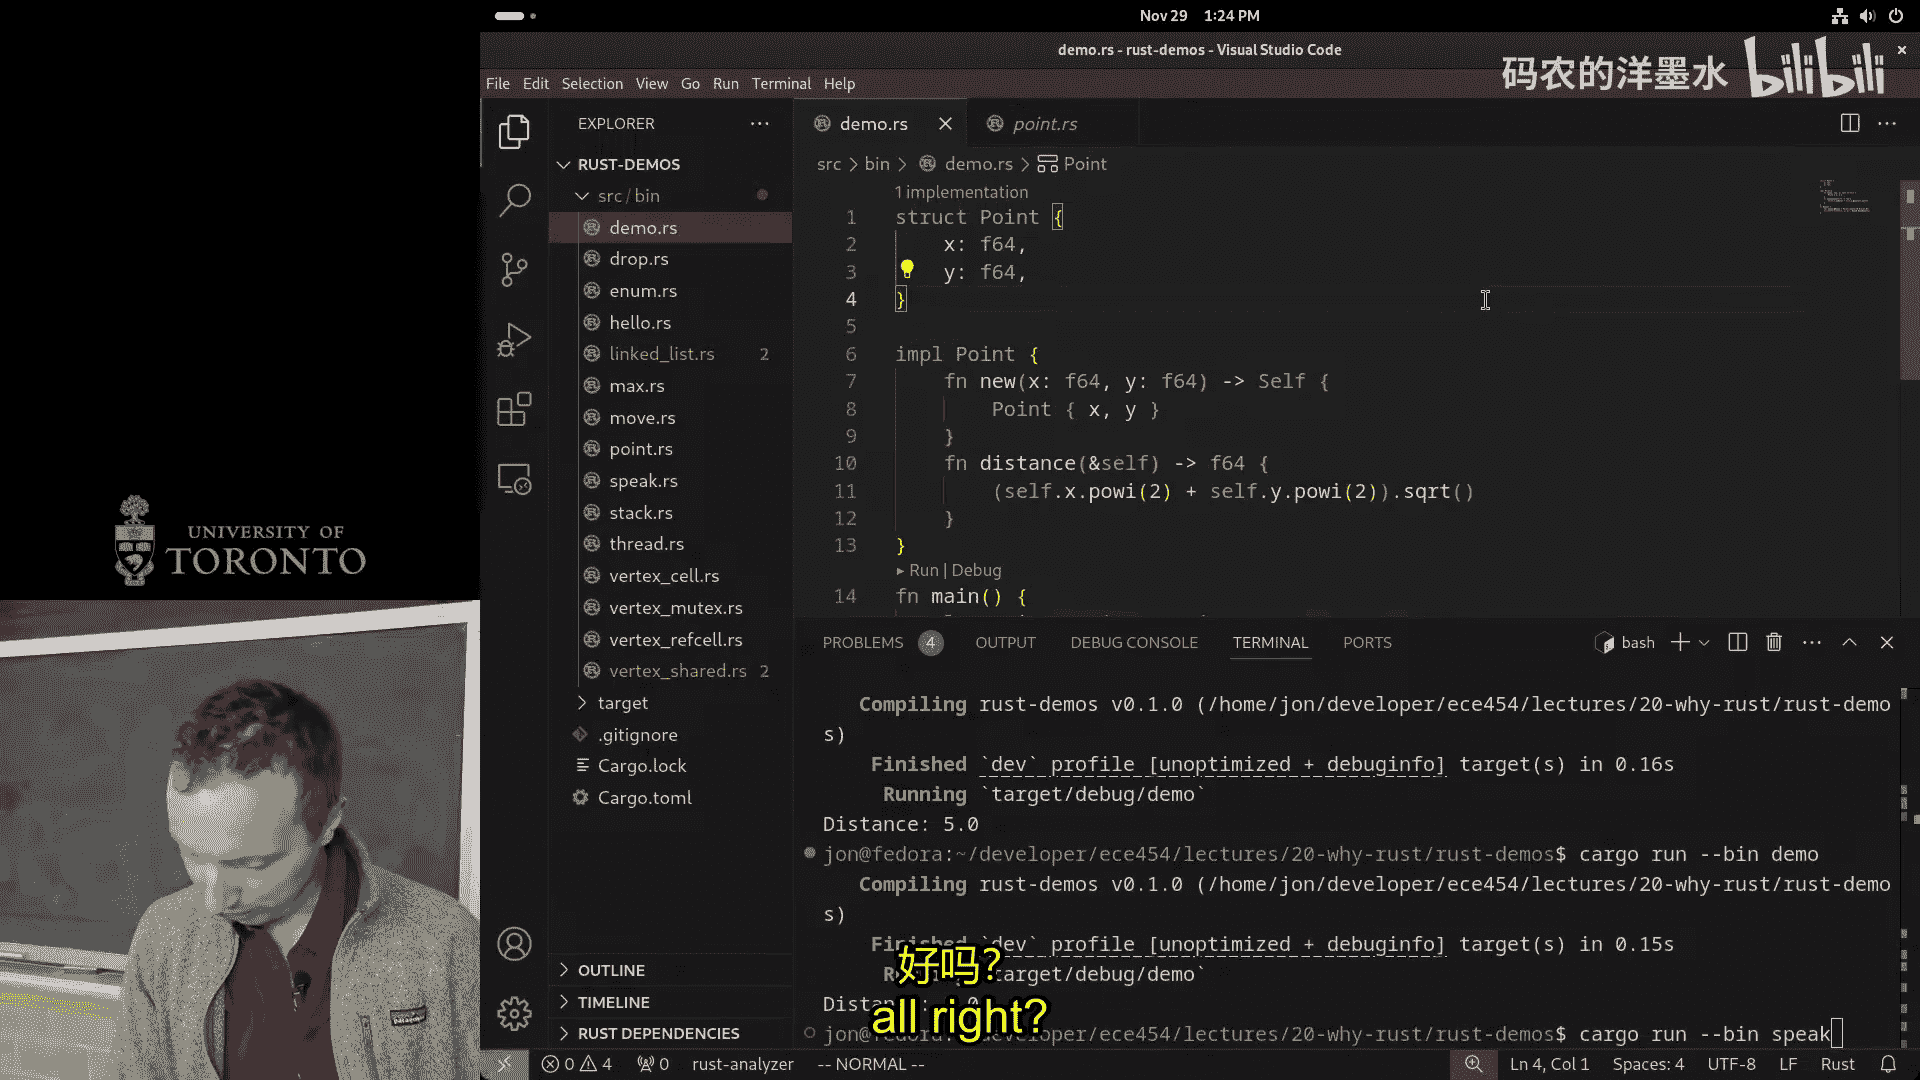 Nov 29 1:24 PM
demo.rs - rust-demos - Visual Studio Code
码农的洋墨水 bilibili
File Edit Selection View Go Run Terminal Help
EXPLORER
RUST-DEMOS
src / bin
demo.rs
drop.rs
enum.rs
hello.rs
linked_list.rs 2
max.rs
move.rs
point.rs
speak.rs
stack.rs
thread.rs
vertex_cell.rs
vertex_mutex.rs
vertex_refcell.rs
vertex_shared.rs 2
target
.gitignore
Cargo.lock
Cargo.toml
OUTLINE
TIMELINE
RUST DEPENDENCIES
demo.rs point.rs
src > bin > demo.rs > Point
1 implementation
1 struct Point {
2 x: f64,
3 y: f64,
4 }
5
6 impl Point {
7 fn new(x: f64, y: f64) -> Self {
8 Point { x, y }
9 }
10 fn distance(&self) -> f64 {
11 (self.x.powi(2) + self.y.powi(2)).sqrt()
12 }
13 }
Run | Debug
14 fn main() {
PROBLEMS 4 OUTPUT DEBUG CONSOLE TERMINAL PORTS bash
Compiling rust-demos v0.1.0 (/home/jon/developer/ece454/lectures/20-why-rust/rust-demo
s)
Finished `dev` profile [unoptimized + debuginfo] target(s) in 0.16s
Running `target/debug/demo`
Distance: 5.0
jon@fedora:~/developer/ece454/lectures/20-why-rust/rust-demos$ cargo run --bin demo
Compiling rust-demos v0.1.0 (/home/jon/developer/ece454/lectures/20-why-rust/rust-demo
s)
`dev` profile [unoptimized + debuginfo] target(s) in 0.15s
target/debug/demo`
jon@fedora:~/developer/ece454/lectures/20-why-rust/rust-demos$ cargo run --bin speak
好吗?
all right?
0 4 0 rust-analyzer -- NORMAL -- Ln 4, Col 1 Spaces: 4 UTF-8 LF Rust
UNIVERSITY OF
TORONTO